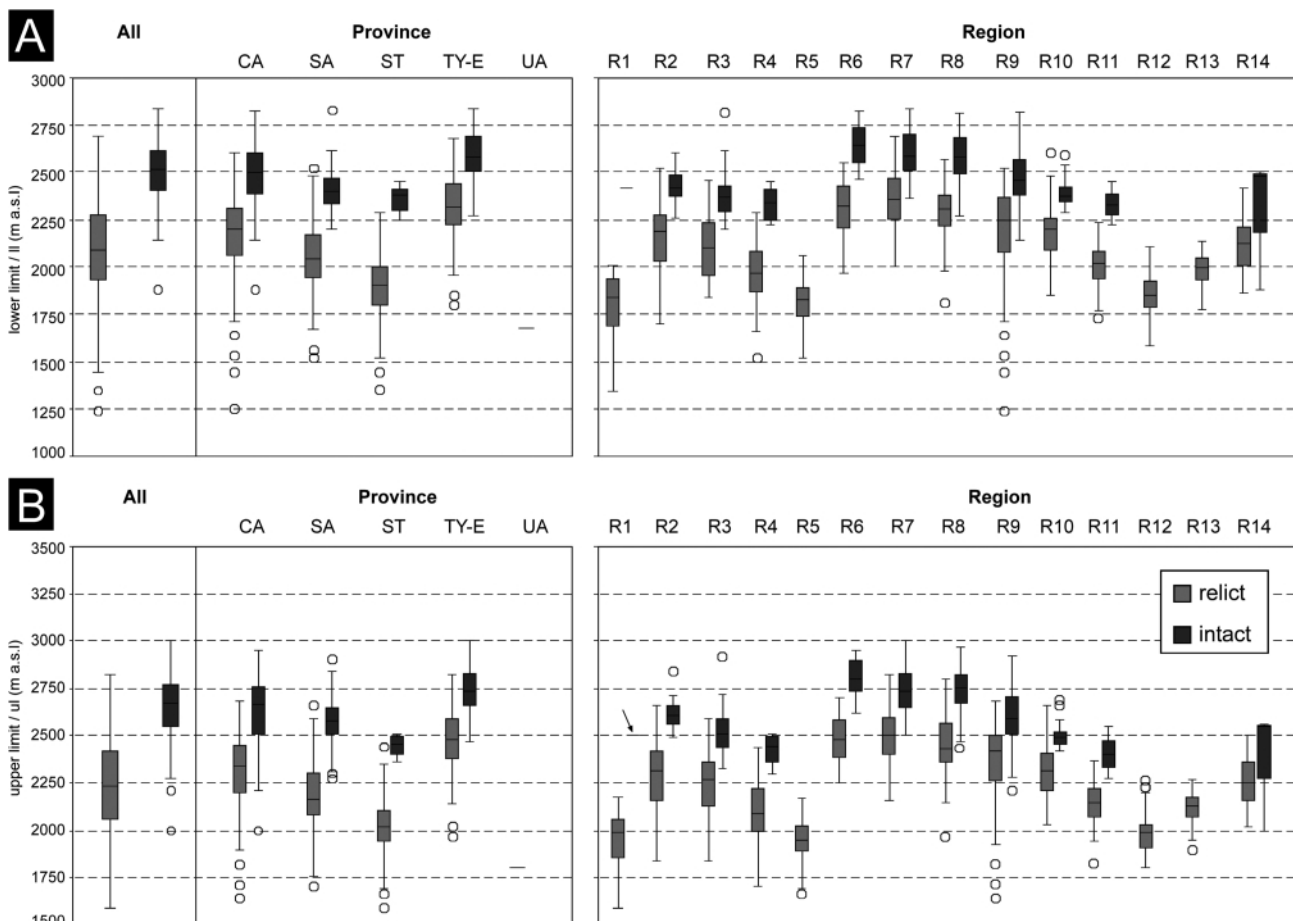 A
All
Province
Region
CA SA ST TY-E UA
R1 R2 R3 R4 R5 R6 R7 R8 R9 R10 R11 R12 R13 R14
lower limit / ll (m a.s.l)
3000
2750
2500
2250
2000
1750
1500
1250
1000
B
All
Province
Region
CA SA ST TY-E UA
R1 R2 R3 R4 R5 R6 R7 R8 R9 R10 R11 R12 R13 R14
upper limit / ul (m a.s.l)
3500
3250
3000
2750
2500
2250
2000
1750
1500
relict
intact